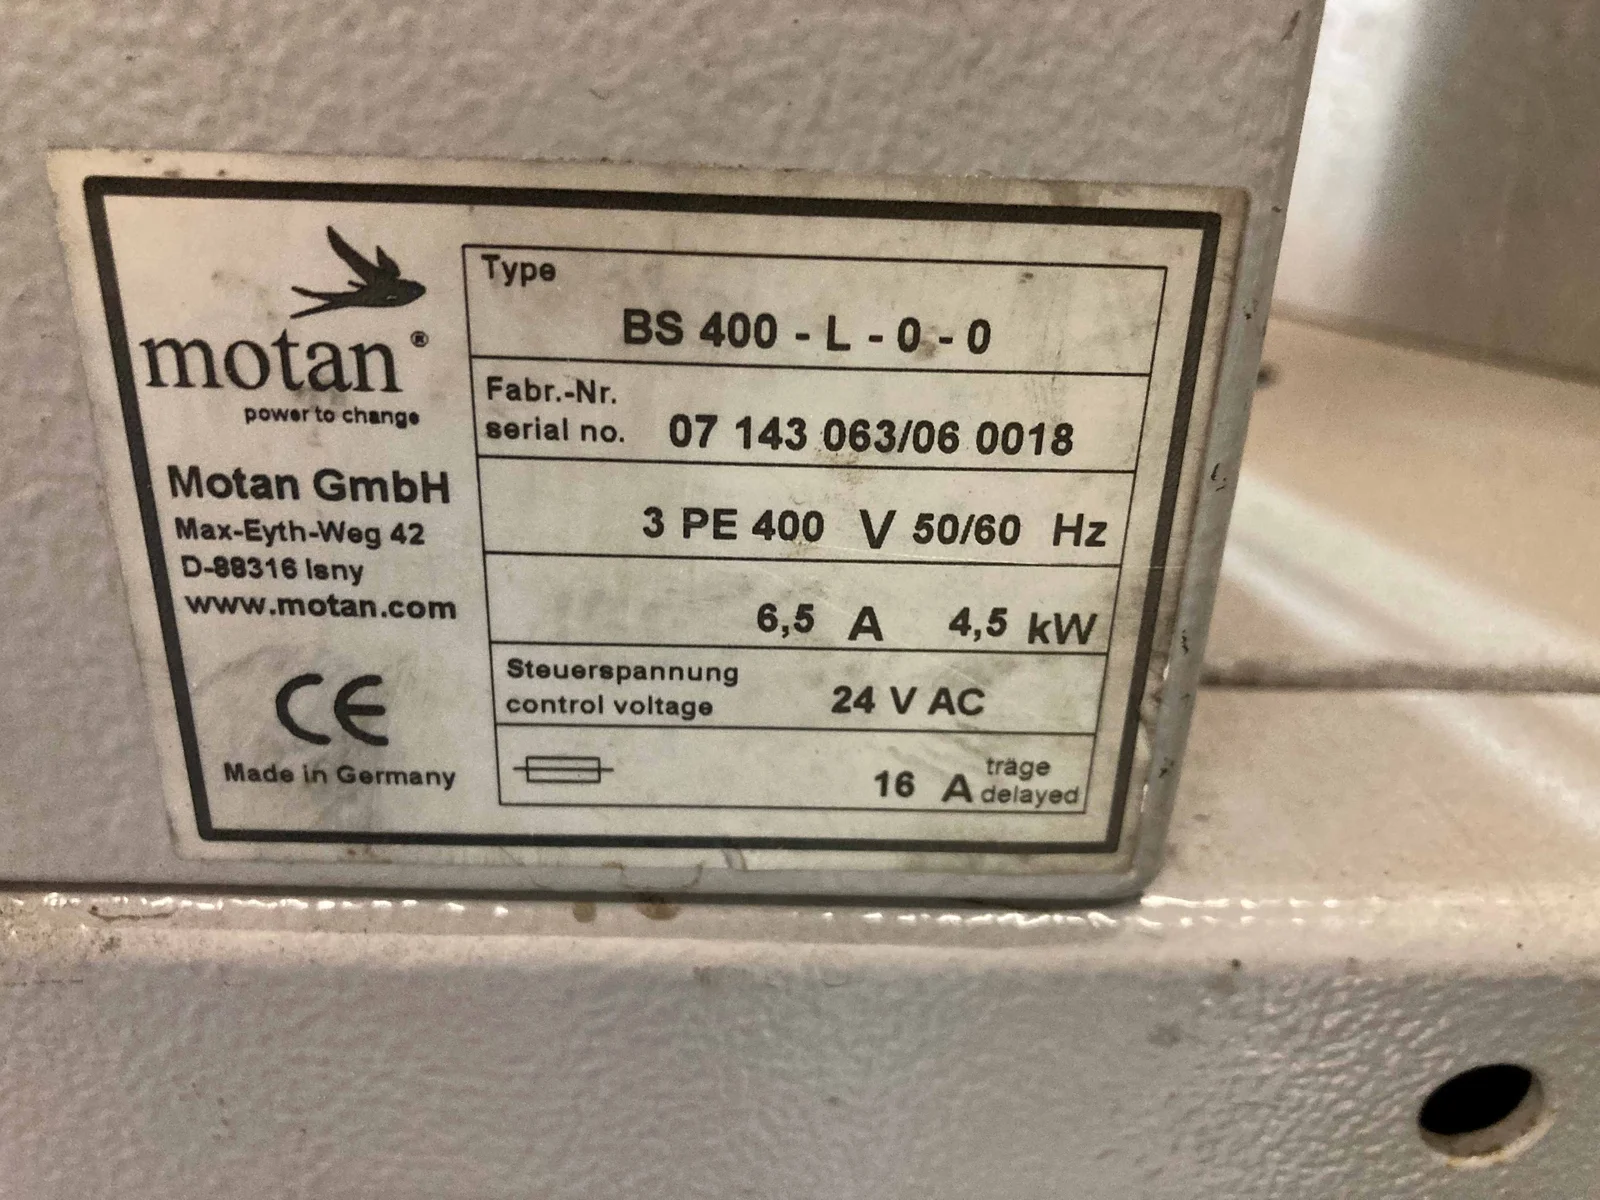 motan®
power to change
Motan GmbH
Max-Eyth-Weg 42
D-88316 Isny
www.motan.com
CE
Made in Germany
Type
BS 400 - L - 0 - 0
Fabr.-Nr.
serial no. 07 143 063/06 0018
3 PE 400 V 50/60 Hz
6,5 A 4,5 kW
Steuerspannung
control voltage 24 V AC
16 A träge
delayed